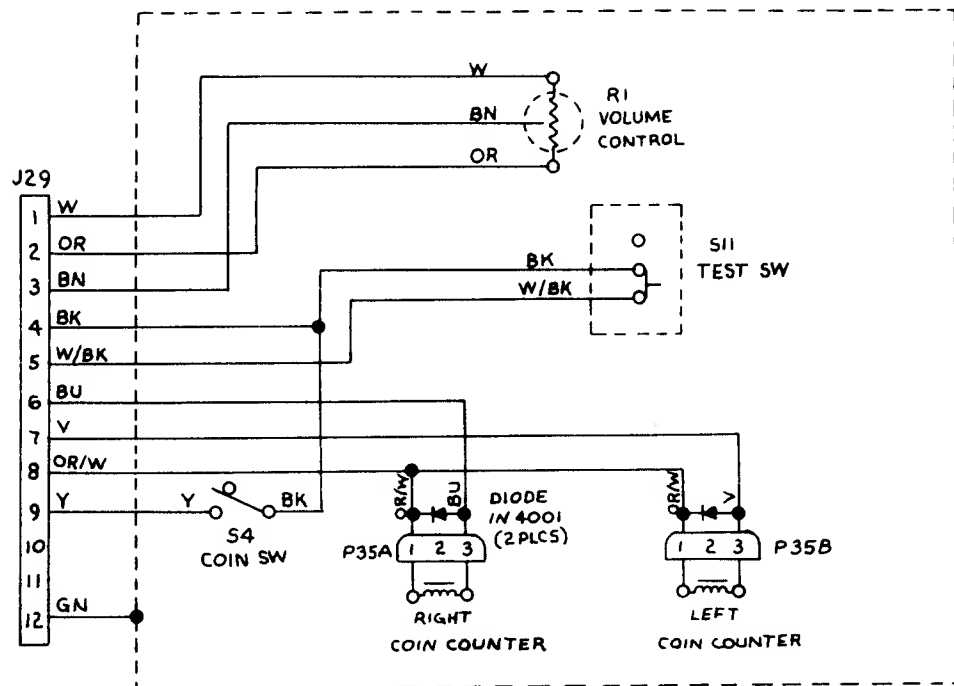 W
R1
VOLUME
CONTROL
BN
OR
J29
1 W
2 OR
3 BN
4 BK
5 W/BK
6 BU
7 V
8 OR/W
9 Y
10
11
12 GN
BK
W/BK
S11
TEST SW
Y
BK
S4
COIN SW
OR/W
BU
DIODE
IN 4001
(2 PLCS)
P35A
1 2 3
RIGHT
COIN COUNTER
OR/W
V
1 2 3
P35B
LEFT
COIN COUNTER